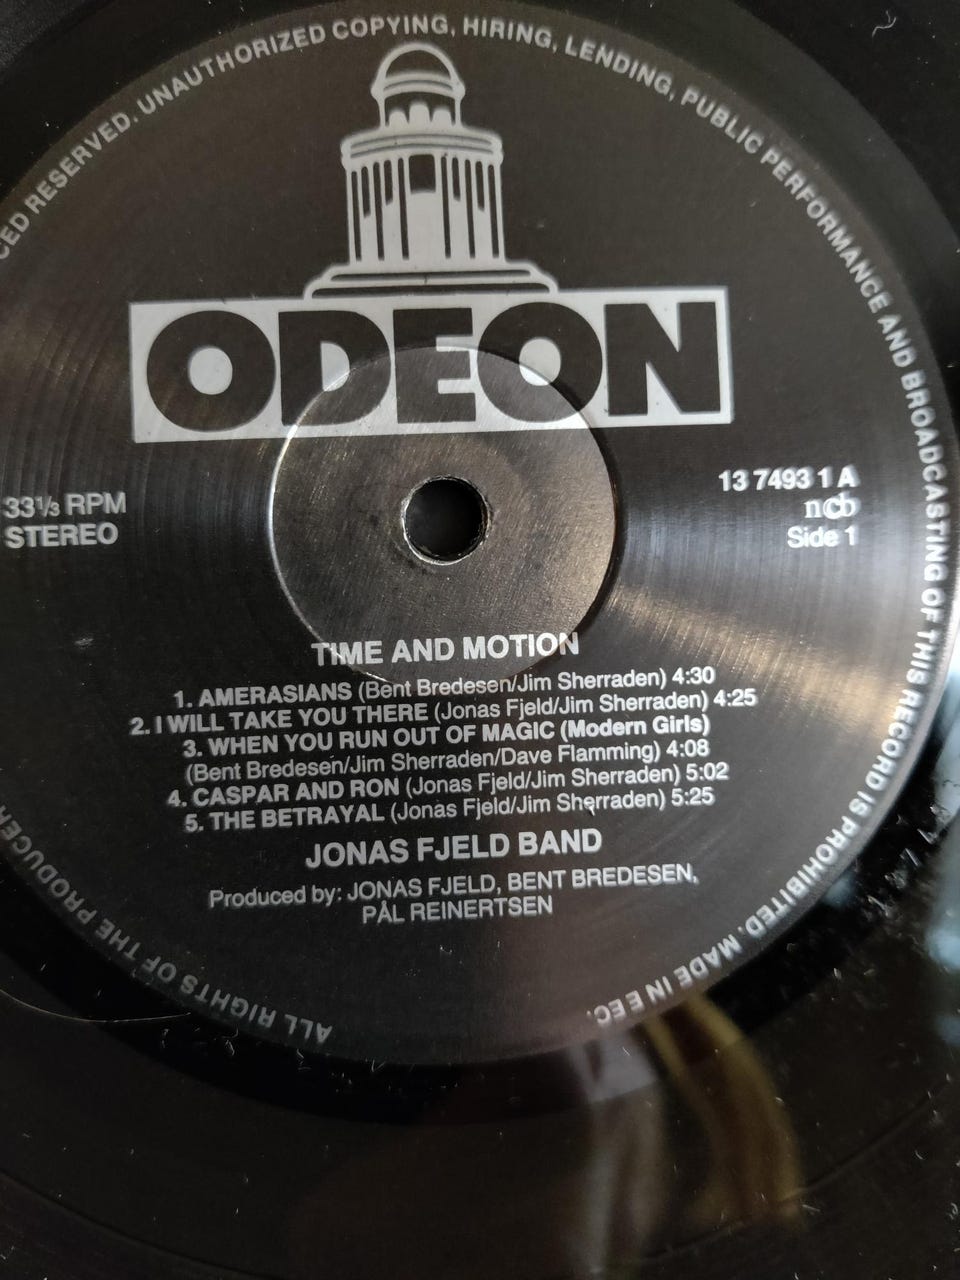 ALL RIGHTS OF THE PRODUCER
CED RESERVED. UNAUTHORIZED COPYING, HIRING, LENDING, PUBLIC PERFORMANCE AND BROADCASTING OF THIS RECORD IS PROHIBITED. MADE IN EEC.
ODEON
33⅓ RPM
STEREO
13 7493 1 A
ncb
Side 1
TIME AND MOTION
1. AMERASIANS (Bent Bredesen/Jim Sherraden) 4:30
2. I WILL TAKE YOU THERE (Jonas Fjeld/Jim Sherraden) 4:25
3. WHEN YOU RUN OUT OF MAGIC (Modern Girls)
(Bent Bredesen/Jim Sherraden/Dave Flamming) 4:08
4. CASPAR AND RON (Jonas Fjeld/Jim Sherraden) 5:02
5. THE BETRAYAL (Jonas Fjeld/Jim Sherraden) 5:25
JONAS FJELD BAND
Produced by: JONAS FJELD, BENT BREDESEN,
PÅL REINERTSEN